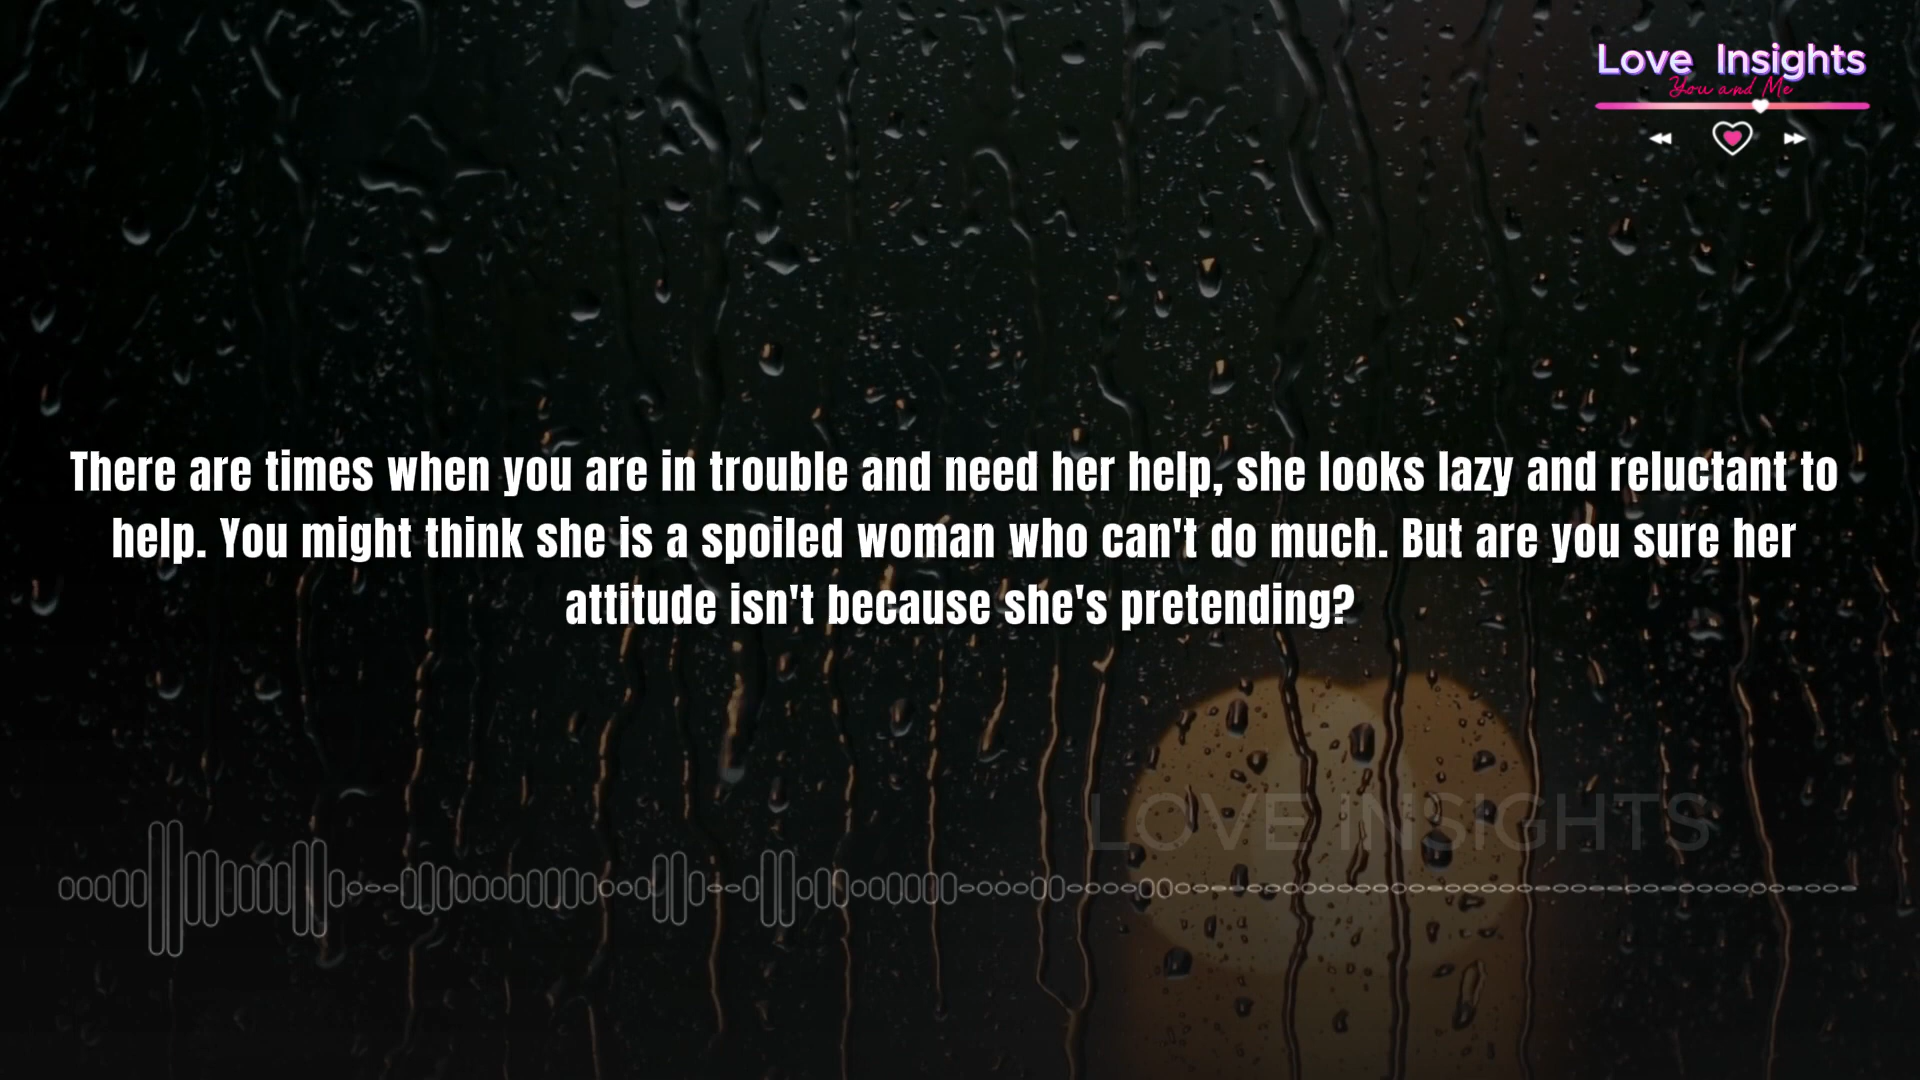 Love Insights
You and Me
There are times when you are in trouble and need her help, she looks lazy and reluctant to
help. You might think she is a spoiled woman who can't do much. But are you sure her
attitude isn't because she's pretending?
LOVE INSIGHTS